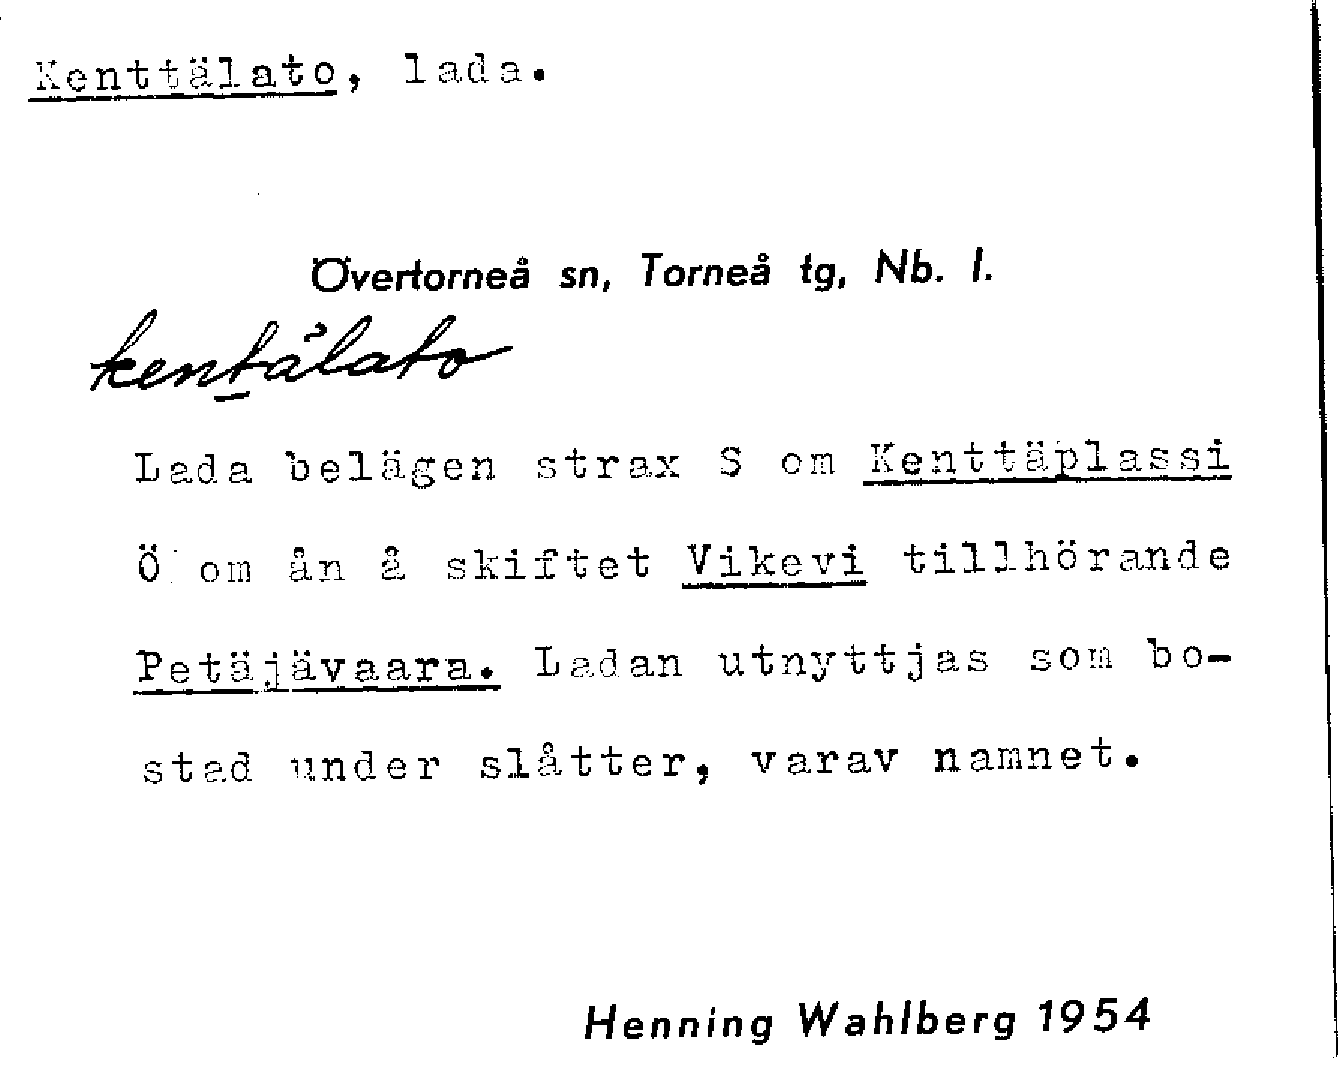 Kenttälato, lada.
Övertorneå sn, Torneå tg, Nb. l.
kentälato
Lada belägen strax S om Kenttäplassi
Ö om ån å skiftet Vikevi tillhörande
Petäjävaara. Ladan utnyttjas som bo-
stad under slåtter, varav namnet.
Henning Wahlberg 1954